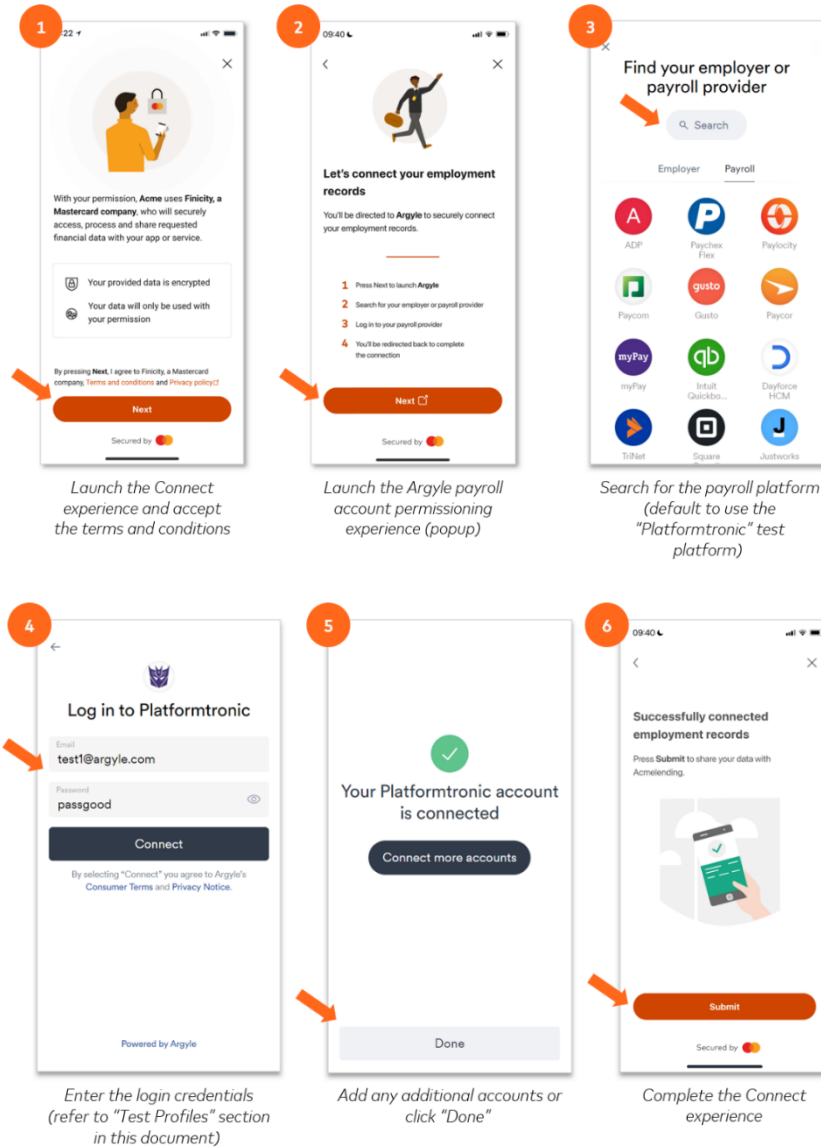 1
:22
×
With your permission, Acme uses Finicity, a
Mastercard company, who will securely
access, process and share requested
financial data with your app or service.
Your provided data is encrypted
Your data will only be used with
your permission
By pressing Next, I agree to Finicity, a Mastercard
company, Terms and conditions and Privacy policy
Next
Secured by
Launch the Connect
experience and accept
the terms and conditions
2
09:40
Let's connect your employment
records
You'll be directed to Argyle to securely connect
your employment records.
1 Press Next to launch Argyle
2 Search for your employer or payroll provider
3 Log in to your payroll provider
4 You'll be redirected back to complete
the connection
Next
Secured by
Launch the Argyle payroll
account permissioning
experience (popup)
3
Find your employer or
payroll provider
Search
Employer Payroll
A
ADP
P
Paychex
Flex
Paylocity
Paycom
gusto
Gusto
Paycor
myPay
myPay
qb
Intuit
Quickbo...
Dayforce
HCM
TriNet
Square
J
Justworks
Search for the payroll platform
(default to use the
"Platformtronic" test
platform)
4
Log in to Platformtronic
Email
test1@argyle.com
Password
passgood
Connect
By selecting "Connect" you agree to Argyle's
Consumer Terms and Privacy Notice.
Powered by Argyle
Enter the login credentials
(refer to "Test Profiles" section
in this document)
5
Your Platformtronic account
is connected
Connect more accounts
Done
Add any additional accounts or
click "Done"
6
09:40
Successfully connected
employment records
Press Submit to share your data with
Acmelending.
Submit
Secured by
Complete the Connect
experience